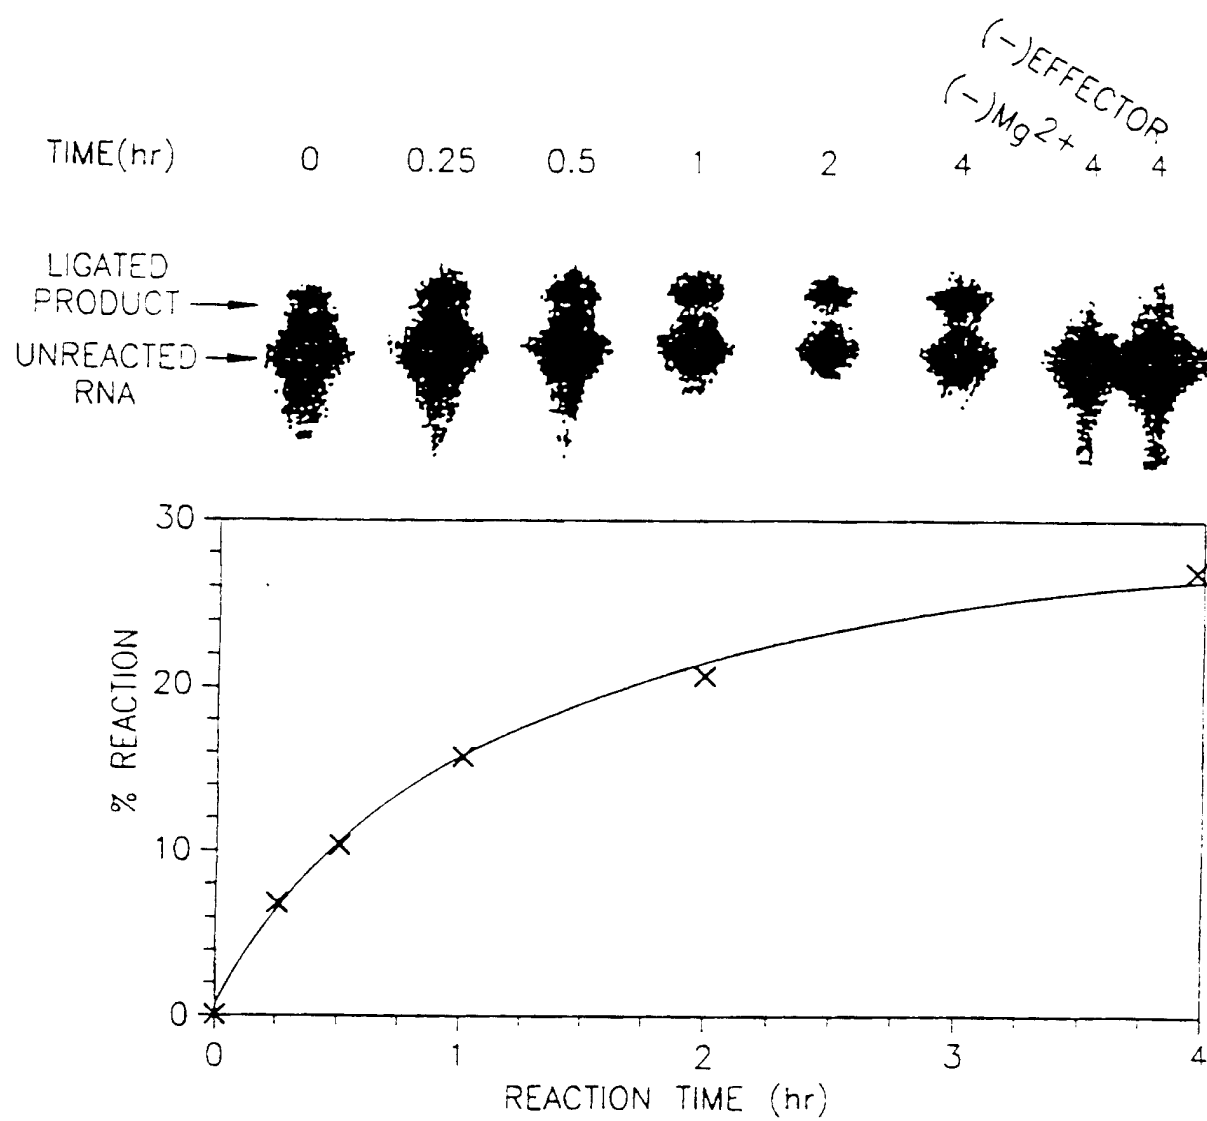 (-)EFFECTOR
(-)Mg2+
TIME(hr) 0 0.25 0.5 1 2 4 4 4
LIGATED
PRODUCT
UNREACTED
RNA
30
20
10
0
% REACTION
0 1 2 3 4
REACTION TIME (hr)